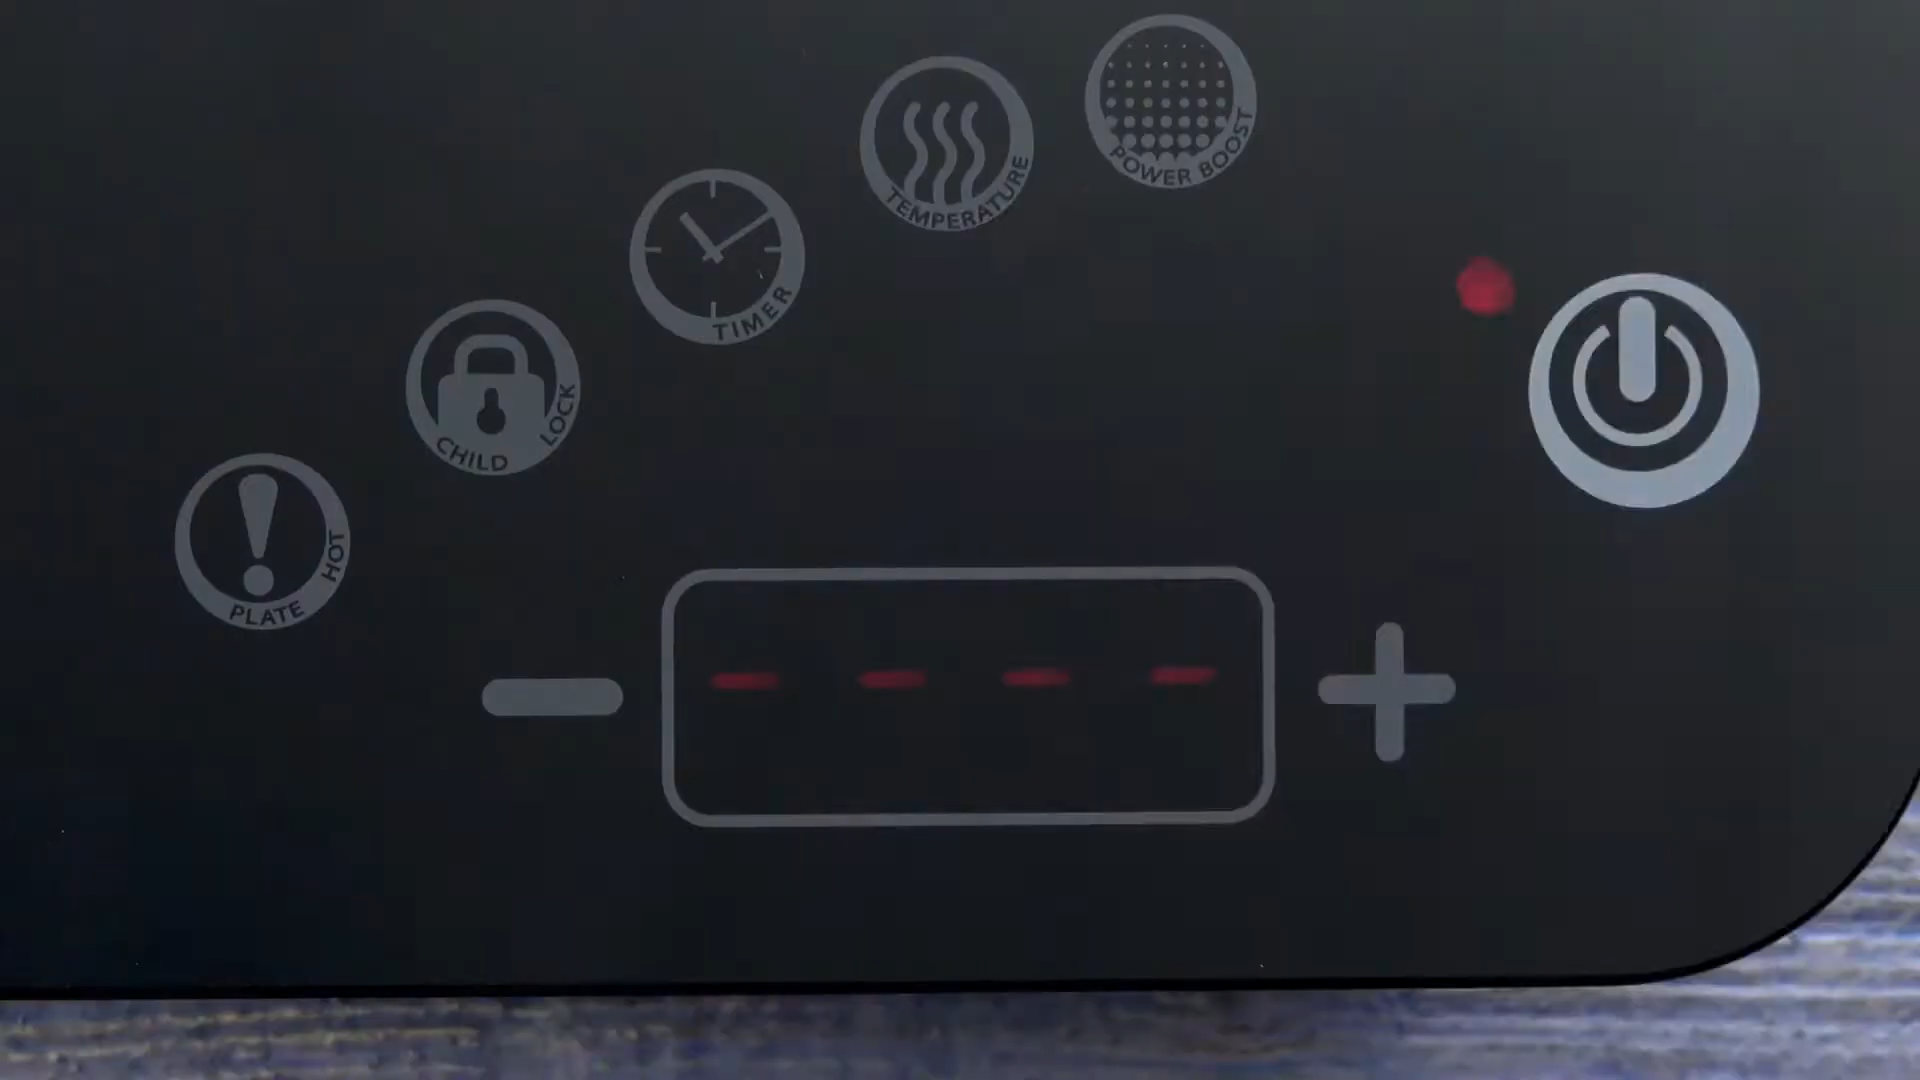 POWER BOOST
TEMPERATURE
TIMER
CHILD LOCK
PLATE HOT
- - - -